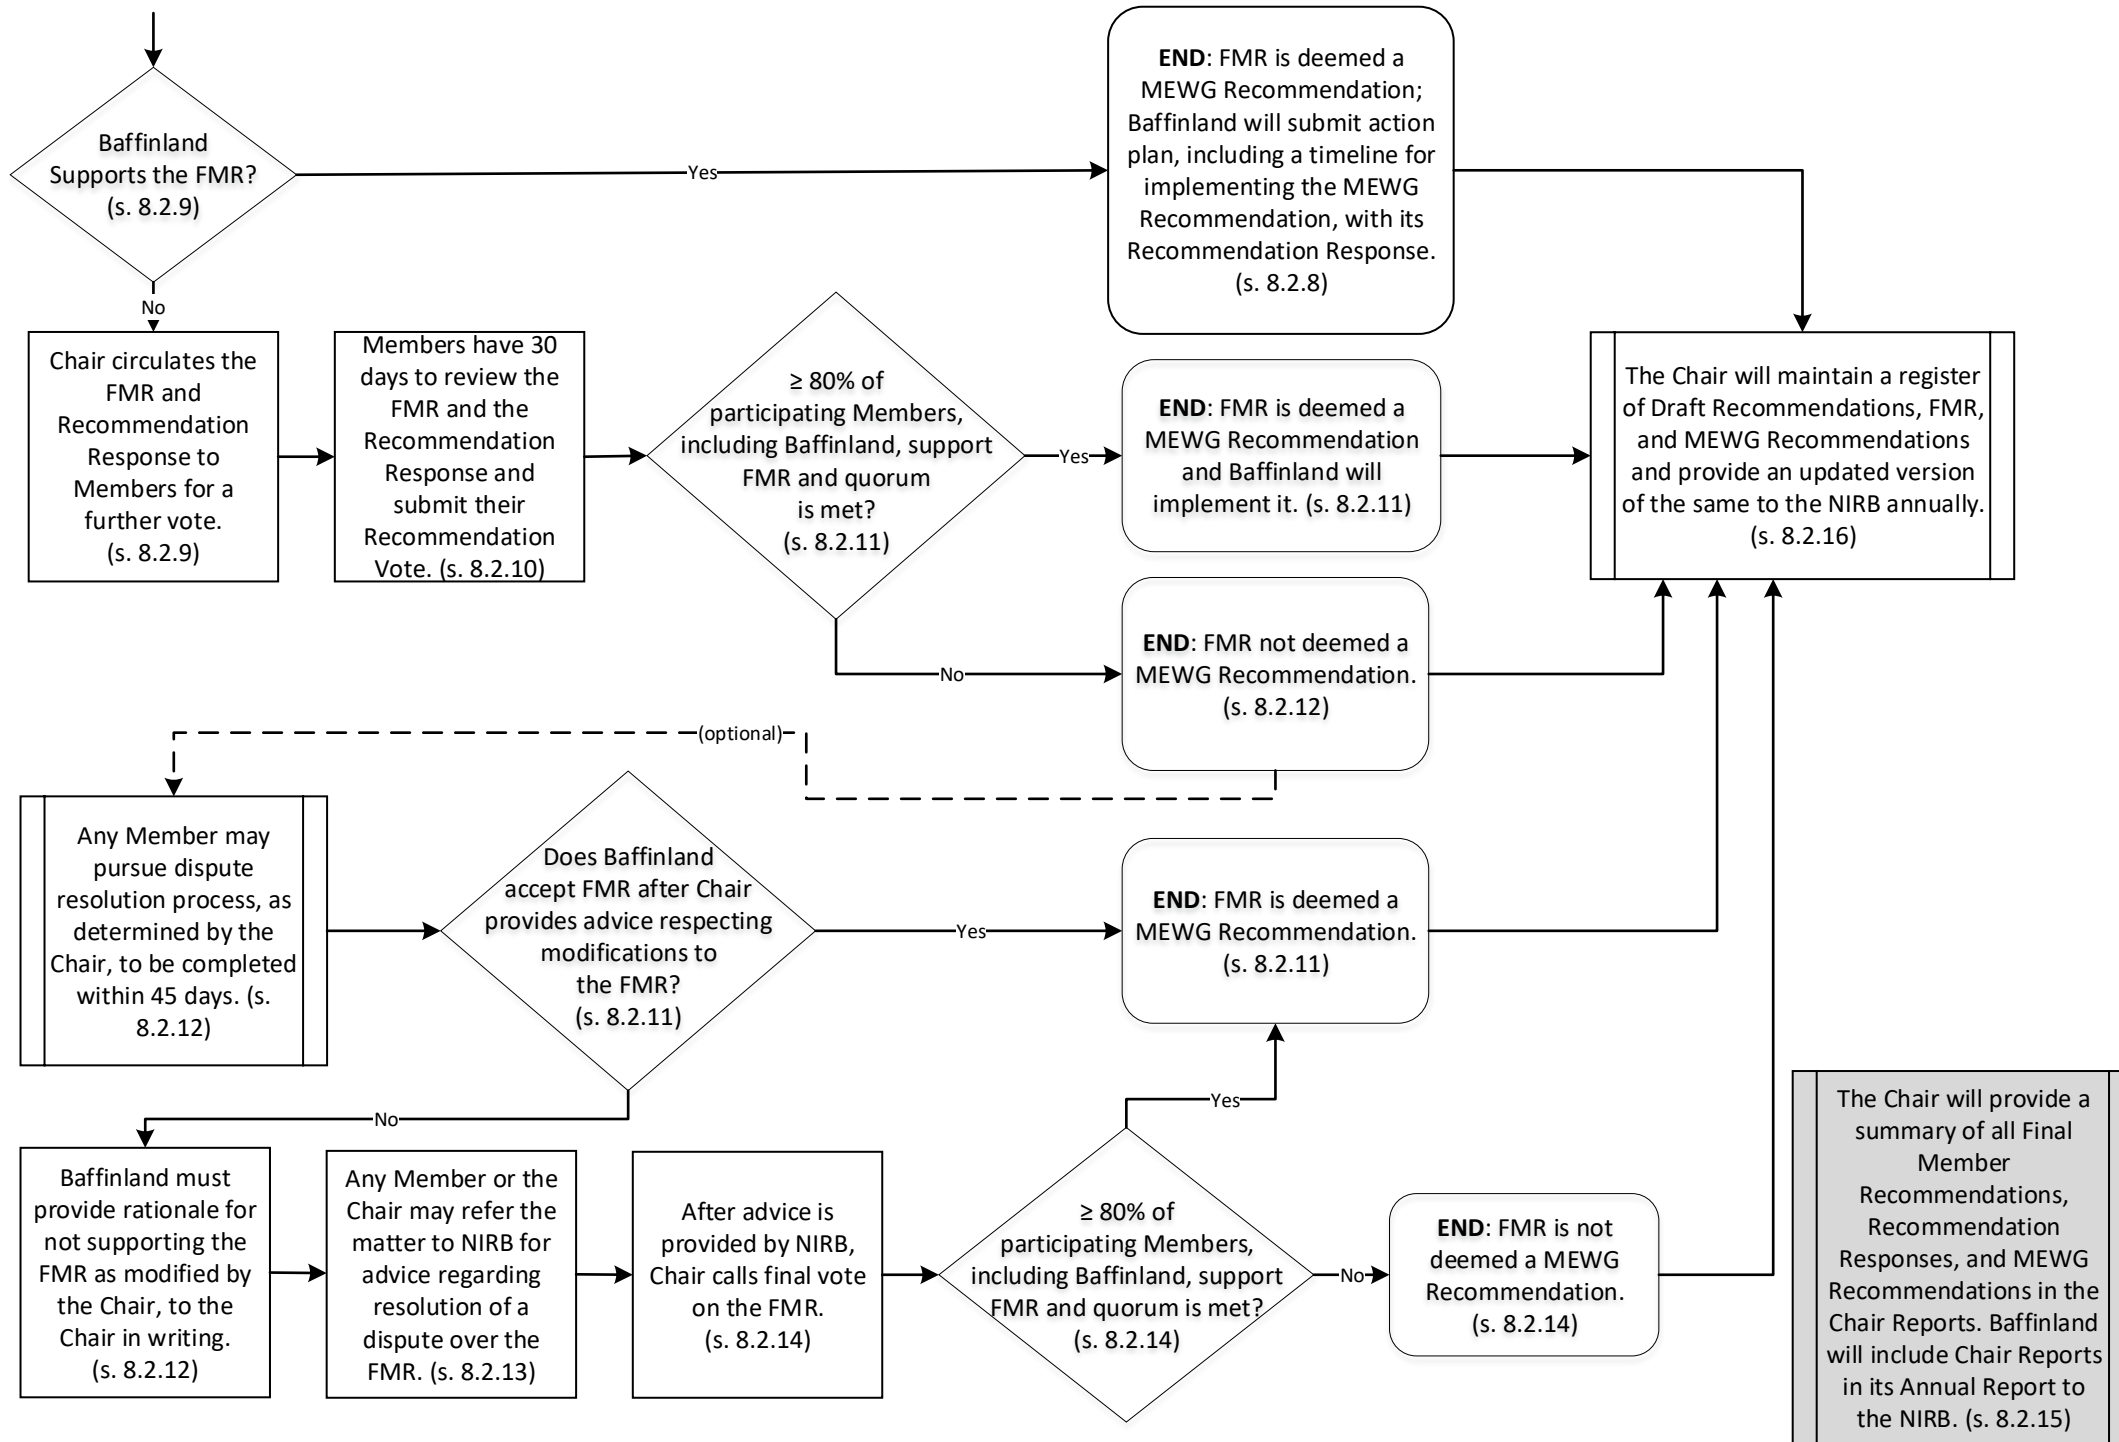 Baffinland
Supports the FMR?
(s. 8.2.9)
Yes
END: FMR is deemed a
MEWG Recommendation;
Baffinland will submit action
plan, including a timeline for
implementing the MEWG
Recommendation, with its
Recommendation Response.
(s. 8.2.8)
No
Chair circulates the
FMR and
Recommendation
Response to
Members for a
further vote.
(s. 8.2.9)
Members have 30
days to review the
FMR and the
Recommendation
Response and
submit their
Recommendation
Vote. (s. 8.2.10)
≥ 80% of
participating Members,
including Baffinland, support
FMR and quorum
is met?
(s. 8.2.11)
Yes
END: FMR is deemed a
MEWG Recommendation
and Baffinland will
implement it. (s. 8.2.11)
The Chair will maintain a register
of Draft Recommendations, FMR,
and MEWG Recommendations
and provide an updated version
of the same to the NIRB annually.
(s. 8.2.16)
No
END: FMR not deemed a
MEWG Recommendation.
(s. 8.2.12)
(optional)
Any Member may
pursue dispute
resolution process, as
determined by the
Chair, to be completed
within 45 days. (s.
8.2.12)
Does Baffinland
accept FMR after Chair
provides advice respecting
modifications to
the FMR?
(s. 8.2.11)
Yes
END: FMR is deemed a
MEWG Recommendation.
(s. 8.2.11)
No
Yes
Baffinland must
provide rationale for
not supporting the
FMR as modified by
the Chair, to the
Chair in writing.
(s. 8.2.12)
Any Member or the
Chair may refer the
matter to NIRB for
advice regarding
resolution of a
dispute over the
FMR. (s. 8.2.13)
After advice is
provided by NIRB,
Chair calls final vote
on the FMR.
(s. 8.2.14)
≥ 80% of
participating Members,
including Baffinland, support
FMR and quorum is met?
(s. 8.2.14)
No
END: FMR is not
deemed a MEWG
Recommendation.
(s. 8.2.14)
The Chair will provide a
summary of all Final
Member
Recommendations,
Recommendation
Responses, and MEWG
Recommendations in the
Chair Reports. Baffinland
will include Chair Reports
in its Annual Report to
the NIRB. (s. 8.2.15)